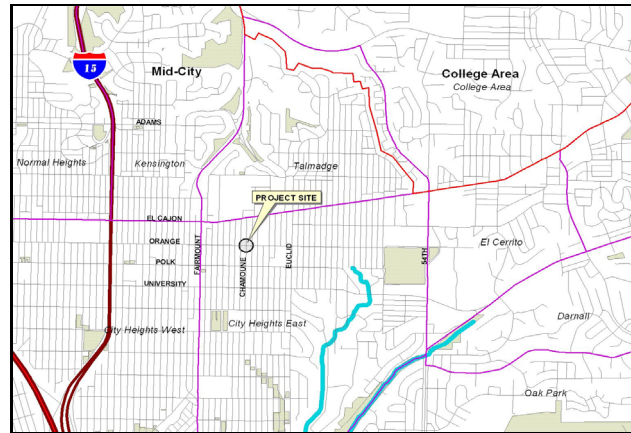 15
Mid-City
College Area
College Area
ADAMS
Normal Heights
Kensington
Talmadge
PROJECT SITE
EL CAJON
ORANGE
FAIRMOUNT
CHAMOUNE
EUCLID
54TH
El Cerrito
POLK
UNIVERSITY
City Heights West
City Heights East
Darnall
Oak Park